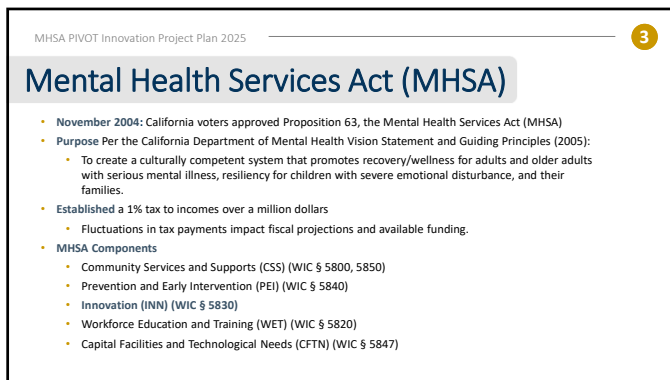 MHSA PIVOT Innovation Project Plan 2025
3
Mental Health Services Act (MHSA)
• November 2004: California voters approved Proposition 63, the Mental Health Services Act (MHSA)
• Purpose Per the California Department of Mental Health Vision Statement and Guiding Principles (2005):
• To create a culturally competent system that promotes recovery/wellness for adults and older adults
with serious mental illness, resiliency for children with severe emotional disturbance, and their
families.
• Established a 1% tax to incomes over a million dollars
• Fluctuations in tax payments impact fiscal projections and available funding.
• MHSA Components
• Community Services and Supports (CSS) (WIC § 5800, 5850)
• Prevention and Early Intervention (PEI) (WIC § 5840)
• Innovation (INN) (WIC § 5830)
• Workforce Education and Training (WET) (WIC § 5820)
• Capital Facilities and Technological Needs (CFTN) (WIC § 5847)